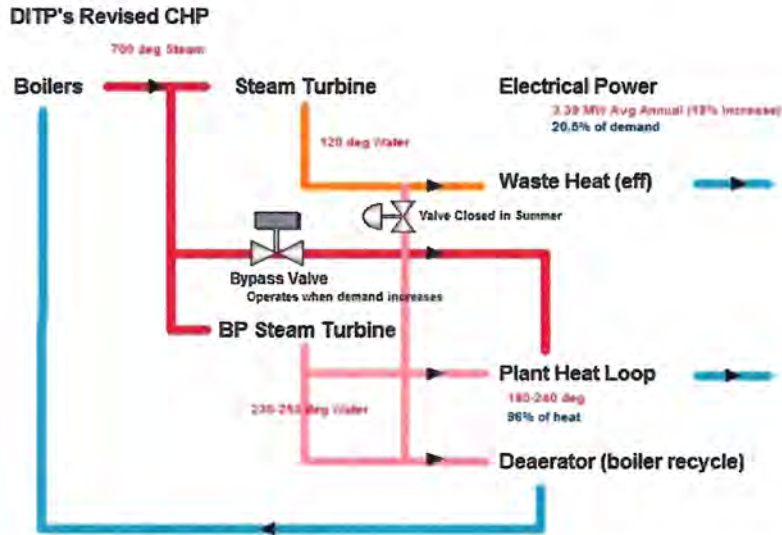 DITP's Revised CHP
700 deg Steam
Boilers
Steam Turbine
Electrical Power
3.39 MW Avg Annual (18% Increase)
20.5% of demand
120 deg Water
Waste Heat (eff)
Valve Closed in Summer
Bypass Valve
Operates when demand increases
BP Steam Turbine
Plant Heat Loop
180-240 deg
96% of heat
deg Water
Deaerator (boiler recycle)